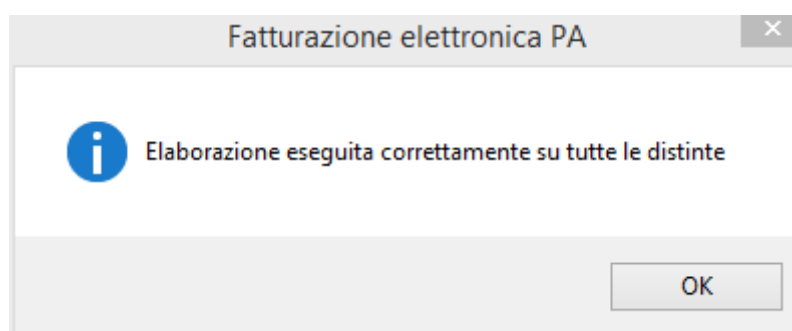 Fatturazione elettronica PA
Elaborazione eseguita correttamente su tutte le distinte
OK